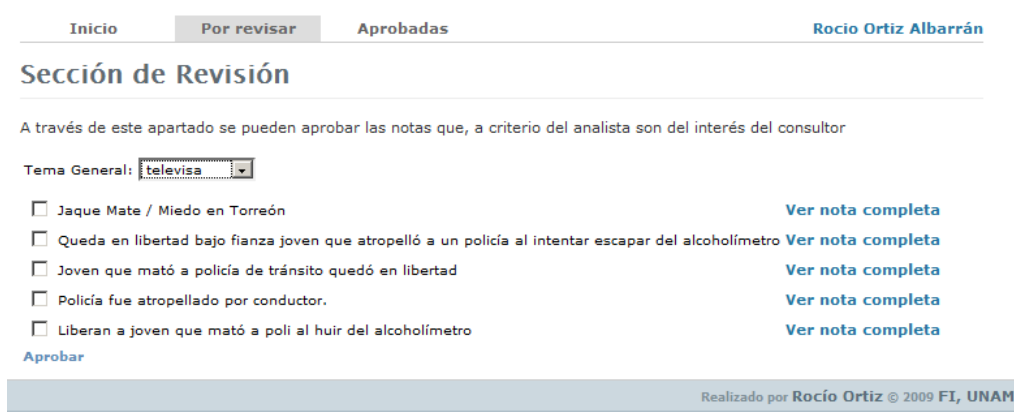 Inicio Por revisar Aprobadas Rocio Ortiz Albarrán
Sección de Revisión
A través de este apartado se pueden aprobar las notas que, a criterio del analista son del interés del consultor
Tema General: televisa
Jaque Mate / Miedo en Torreón Ver nota completa
Queda en libertad bajo fianza joven que atropelló a un policía al intentar escapar del alcoholímetro Ver nota completa
Joven que mató a policía de tránsito quedó en libertad Ver nota completa
Policía fue atropellado por conductor. Ver nota completa
Liberan a joven que mató a poli al huir del alcoholímetro Ver nota completa
Aprobar
Realizado por Rocío Ortiz © 2009 FI, UNAM